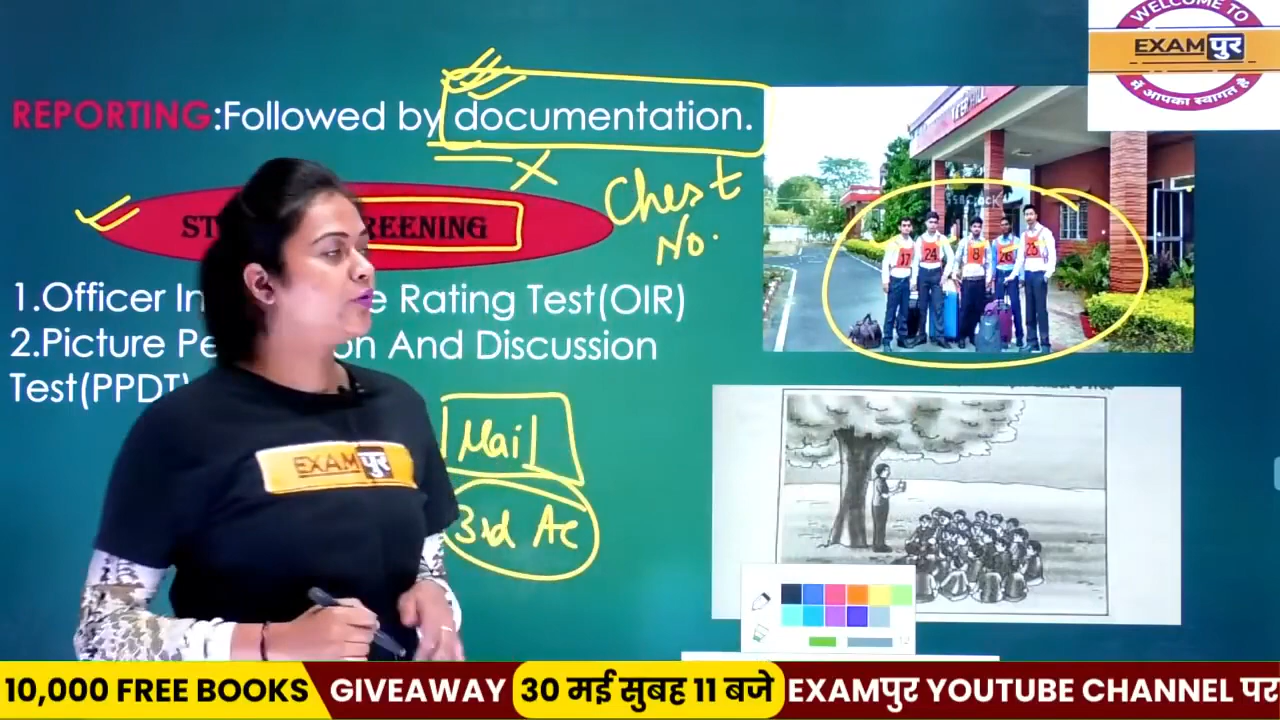 WELCOME TO
EXAMपुर
में आपका स्वागत है
REPORTING:Followed by documentation.
Chest
No.
17 24 8 26 25
1.Officer In e Rating Test(OIR)
2.Picture Pe on And Discussion
Test(PPDT)
Mail
3rd AC
EXAMपुर
10,000 FREE BOOKS GIVEAWAY 30 मई सुबह 11 बजे EXAMपुर YOUTUBE CHANNEL पर